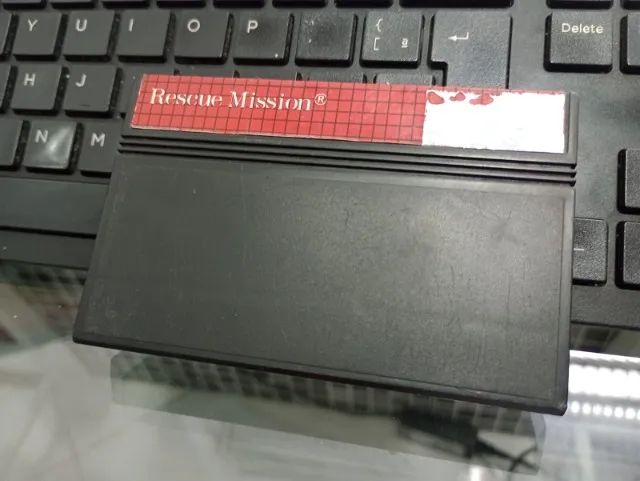 Y U I O P { [ ª Delete
Rescue Mission®
H J
N M